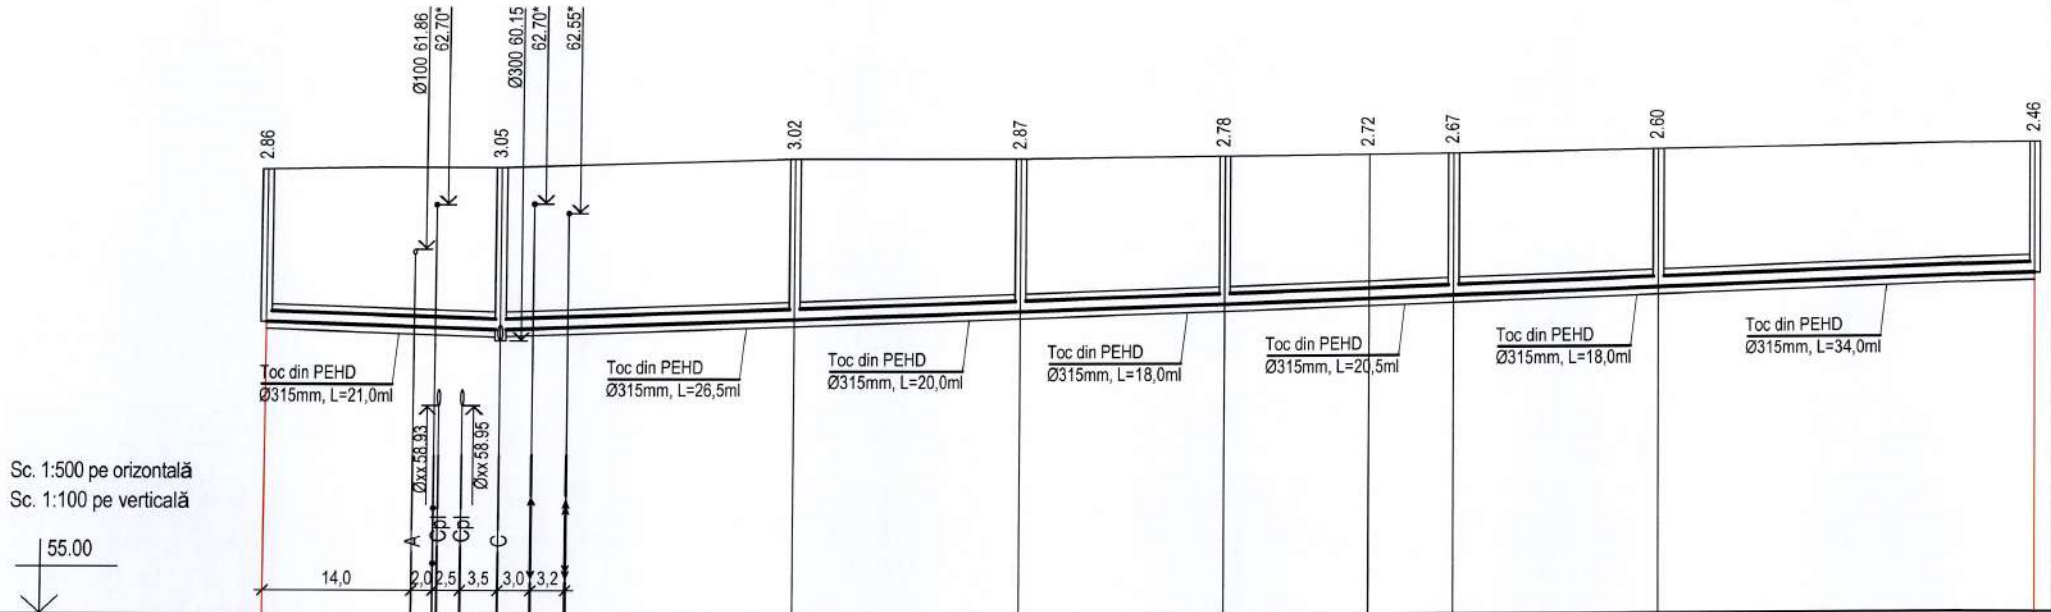 Ø100 61.86
62.70*
Ø300 60.15
62.70*
62.55*
2.86
3.05
3.02
2.87
2.78
2.72
2.67
2.60
2.46
Toc din PEHD
Ø315mm, L=21,0ml
Toc din PEHD
Ø315mm, L=26,5ml
Toc din PEHD
Ø315mm, L=20,0ml
Toc din PEHD
Ø315mm, L=18,0ml
Toc din PEHD
Ø315mm, L=20,5ml
Toc din PEHD
Ø315mm, L=18,0ml
Toc din PEHD
Ø315mm, L=34,0ml
Øxx 58.93
Øxx 58.95
Sc. 1:500 pe orizontală
Sc. 1:100 pe verticală
A
Cpl
Cpl
C
55.00
14,0
2,0
2,5
3,5
3,0
3,2